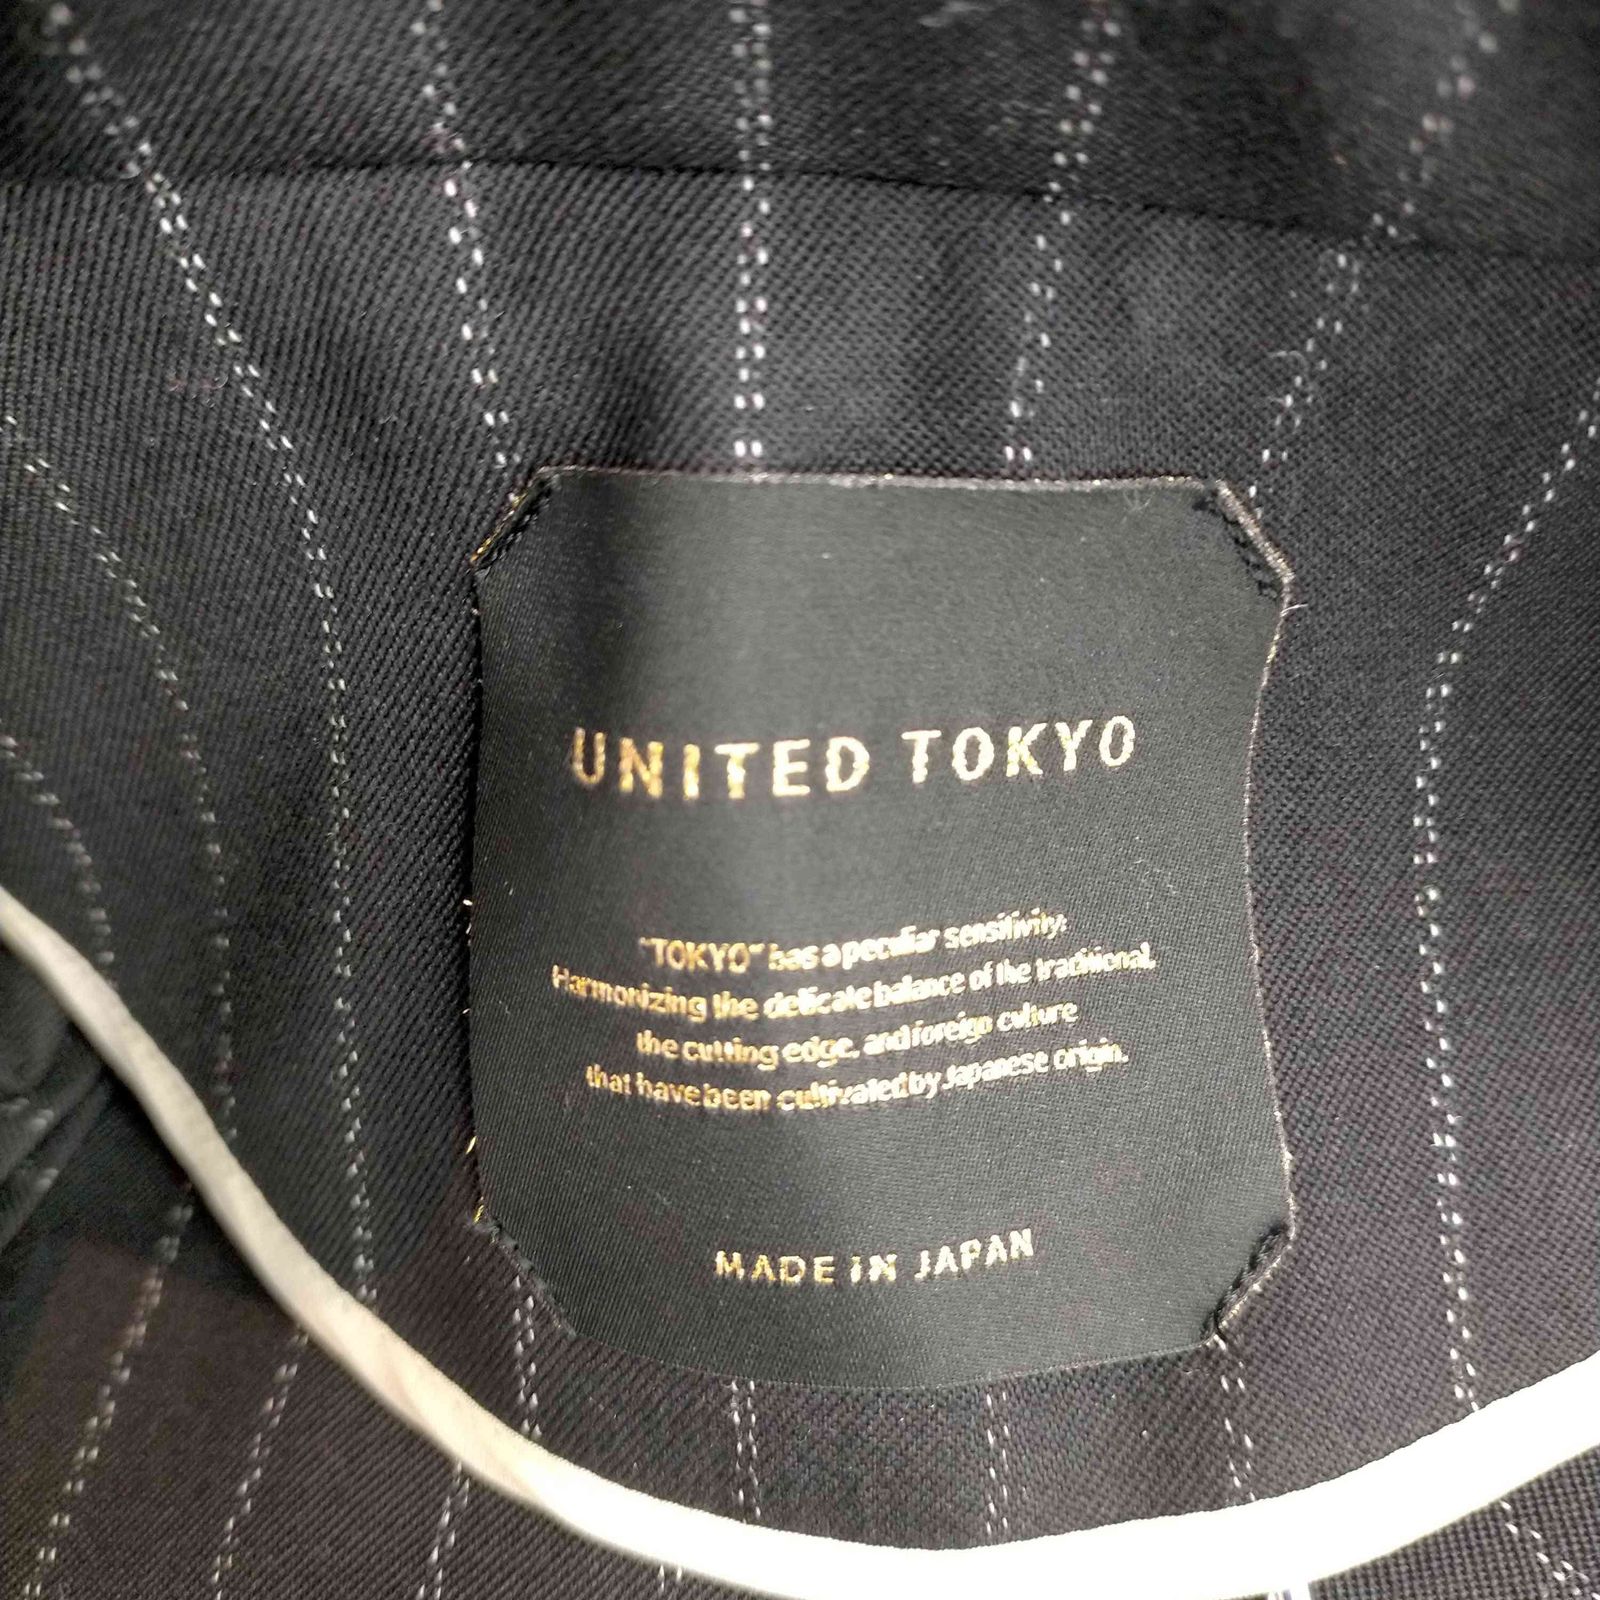 UNITED TOKYO
"TOKYO" has a peculiar sensitivity.
Harmonizing the delicate balance of the traditional,
the cutting edge, and foreign culture
that have been cultivated by Japanese origin.
MADE IN JAPAN